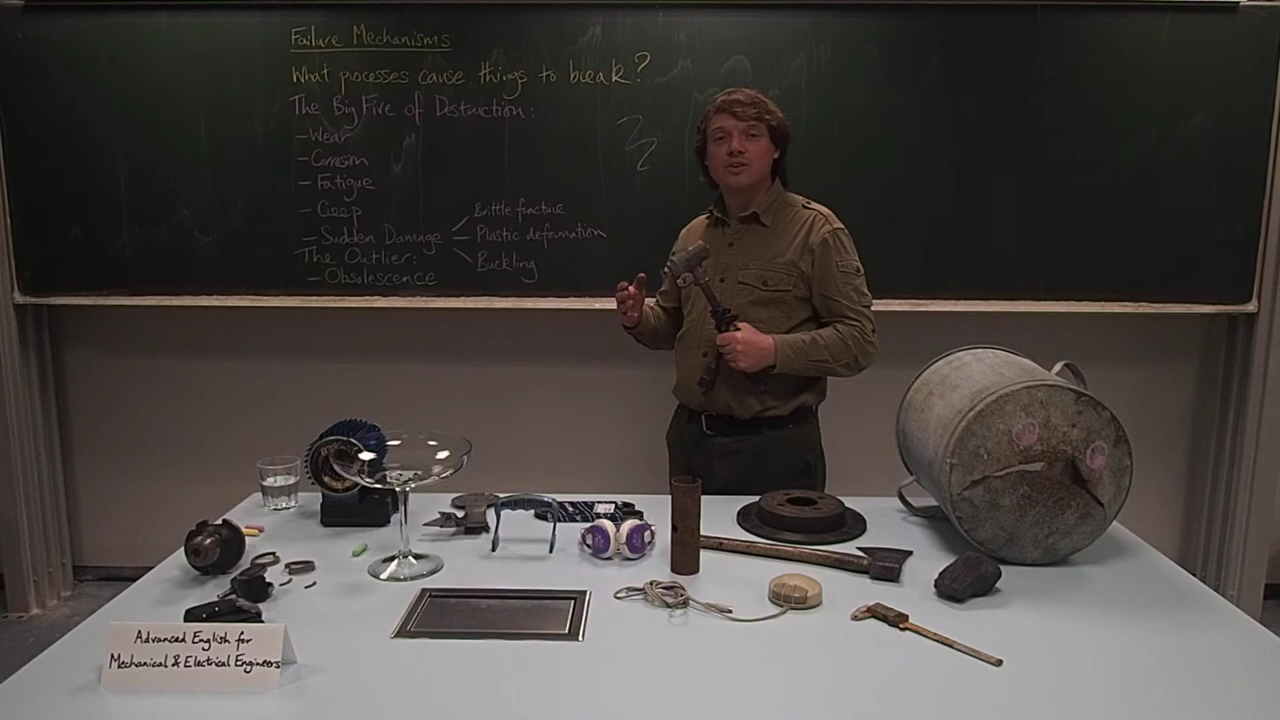 Failure Mechanisms
What processes cause things to break?
The Big Five of Destruction:
- Wear
- Corrosion
- Fatigue
- Creep
- Sudden Damage
Brittle fracture
Plastic deformation
Buckling
The Outlier:
- Obsolescence
Advanced English for
Mechanical & Electrical Engineers